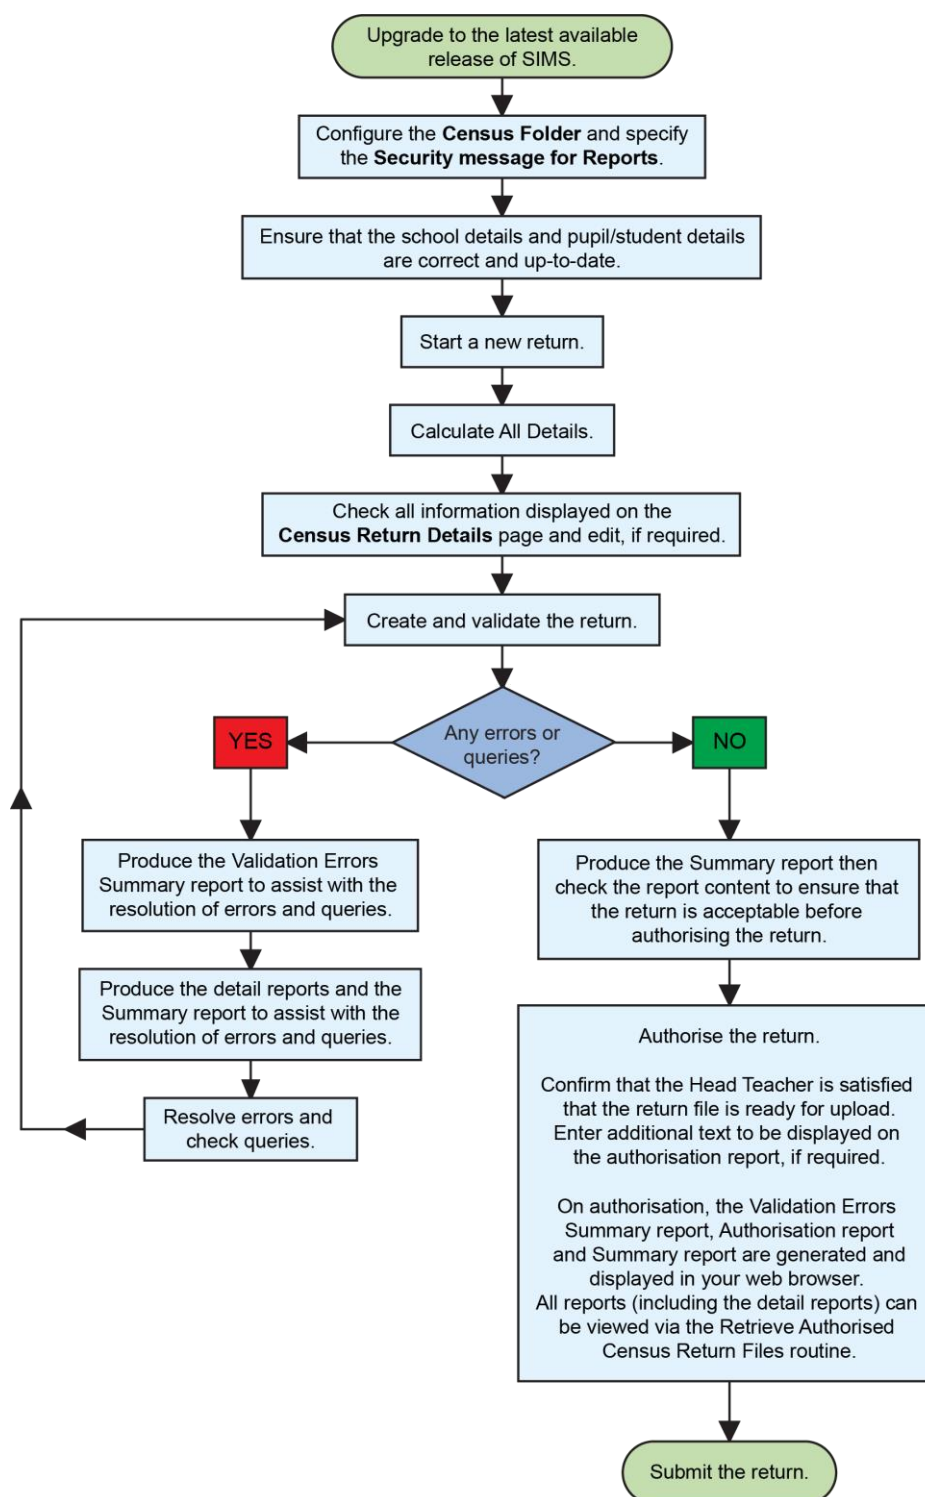 Upgrade to the latest available
release of SIMS.
Configure the Census Folder and specify
the Security message for Reports.
Ensure that the school details and pupil/student details
are correct and up-to-date.
Start a new return.
Calculate All Details.
Check all information displayed on the
Census Return Details page and edit, if required.
Create and validate the return.
Any errors or
queries?
YES
NO
Produce the Validation Errors
Summary report to assist with the
resolution of errors and queries.
Produce the detail reports and the
Summary report to assist with the
resolution of errors and queries.
Resolve errors and
check queries.
Produce the Summary report then
check the report content to ensure that
the return is acceptable before
authorising the return.
Authorise the return.
Confirm that the Head Teacher is satisfied
that the return file is ready for upload.
Enter additional text to be displayed on
the authorisation report, if required.
On authorisation, the Validation Errors
Summary report, Authorisation report
and Summary report are generated and
displayed in your web browser.
All reports (including the detail reports) can
be viewed via the Retrieve Authorised
Census Return Files routine.
Submit the return.